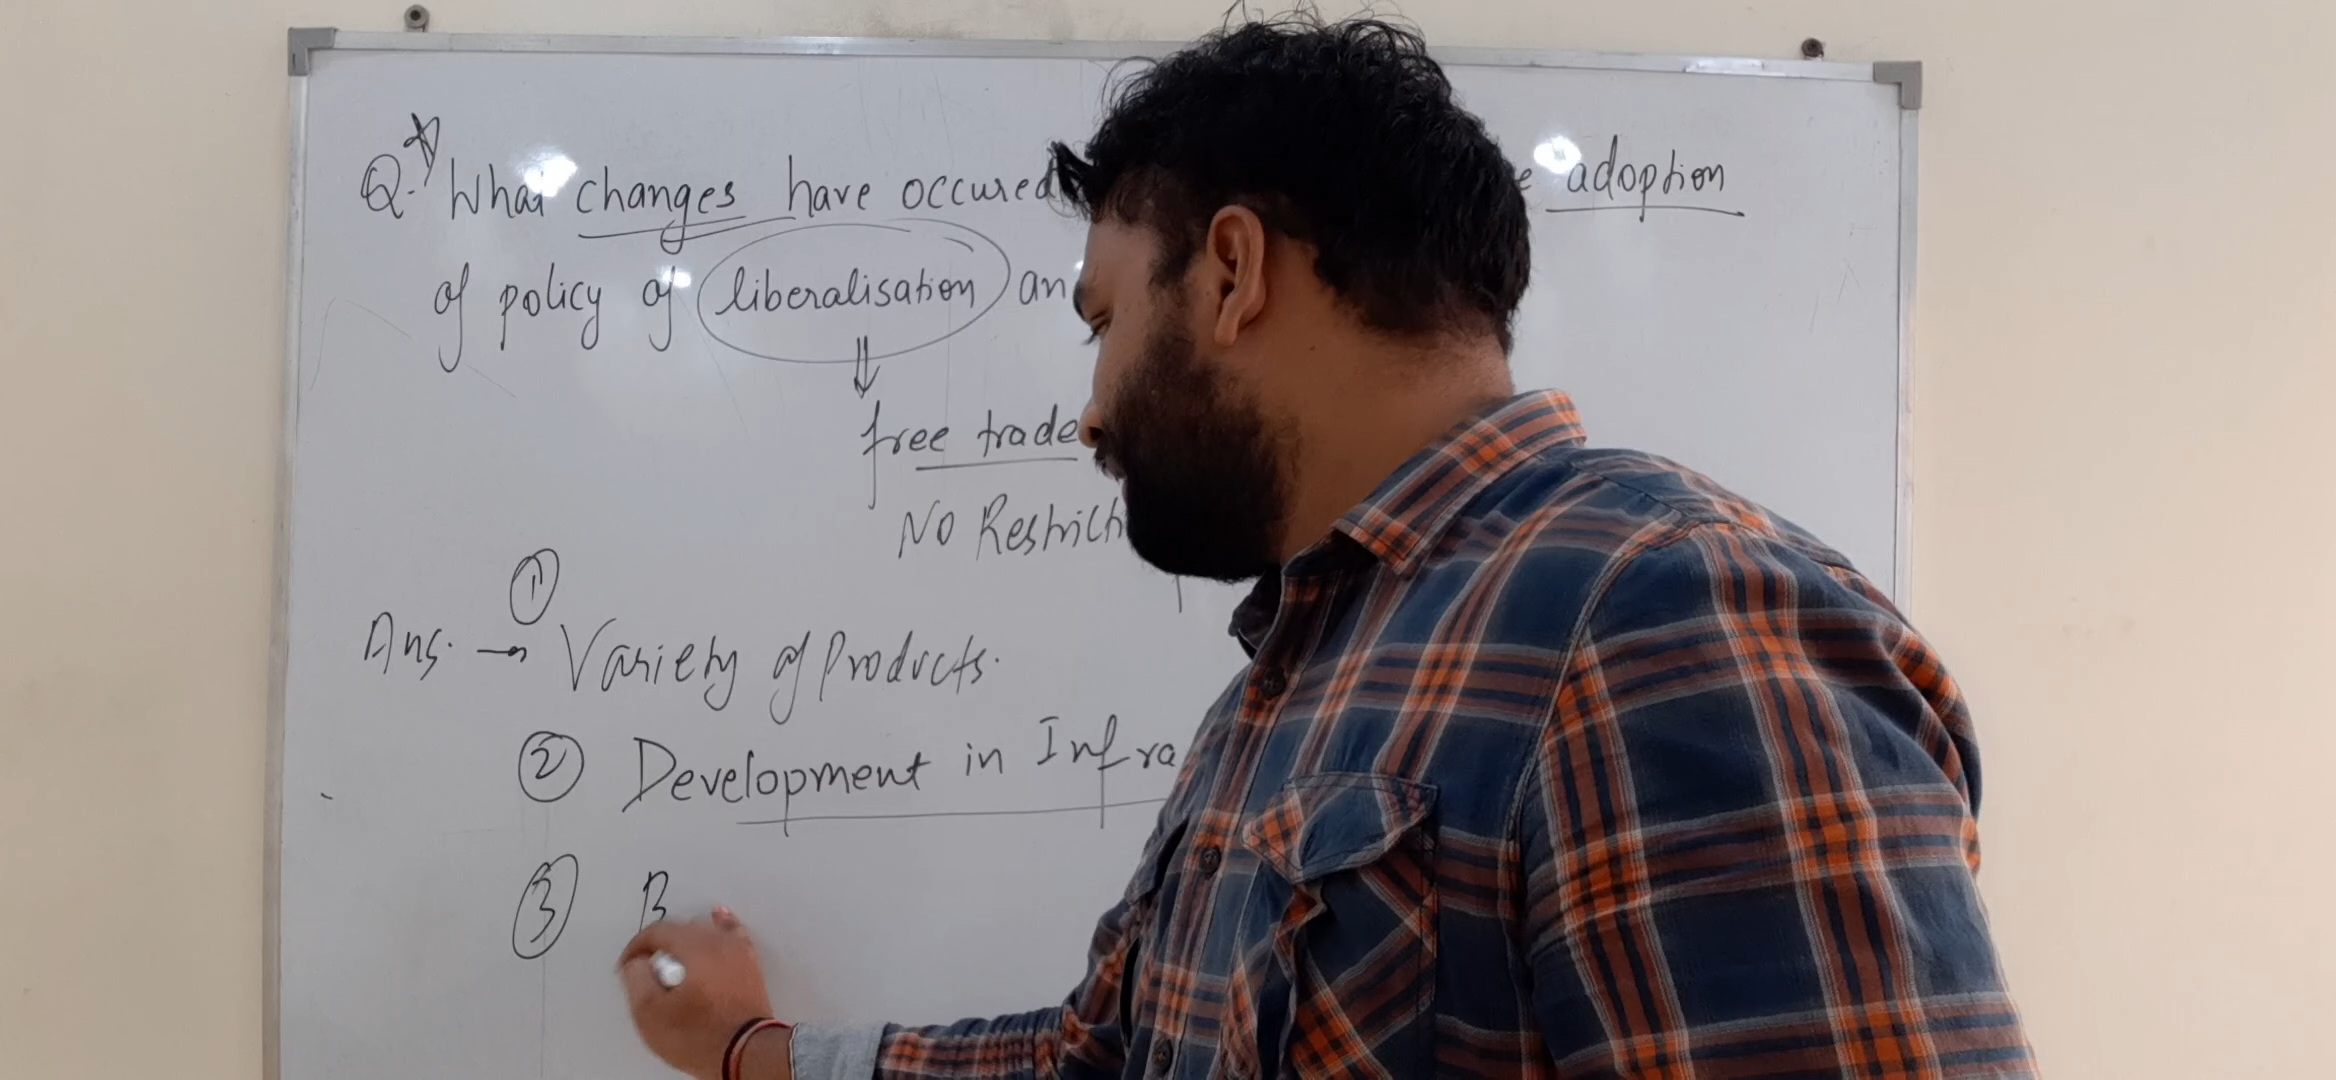 Q. What changes have occured e adoption
of policy of liberalisation an
free trade
No Restricti
Ans. → ① Variety of Products.
② Development in Infra
③ B